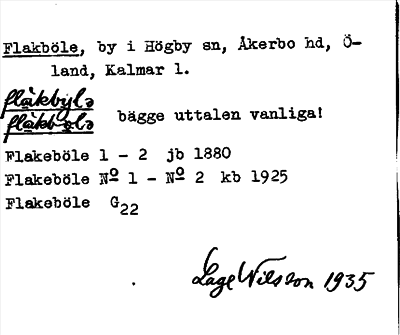 Flakböle, by i Högby sn, Åkerbo hd, Ö-
land, Kalmar l.
flåkbylə
bägge uttalen vanliga!
Flakeböle 1 - 2 jb 1880
Flakeböle No 1 - No 2 kb 1925
Flakeböle G22
Lage Nilsson 1935